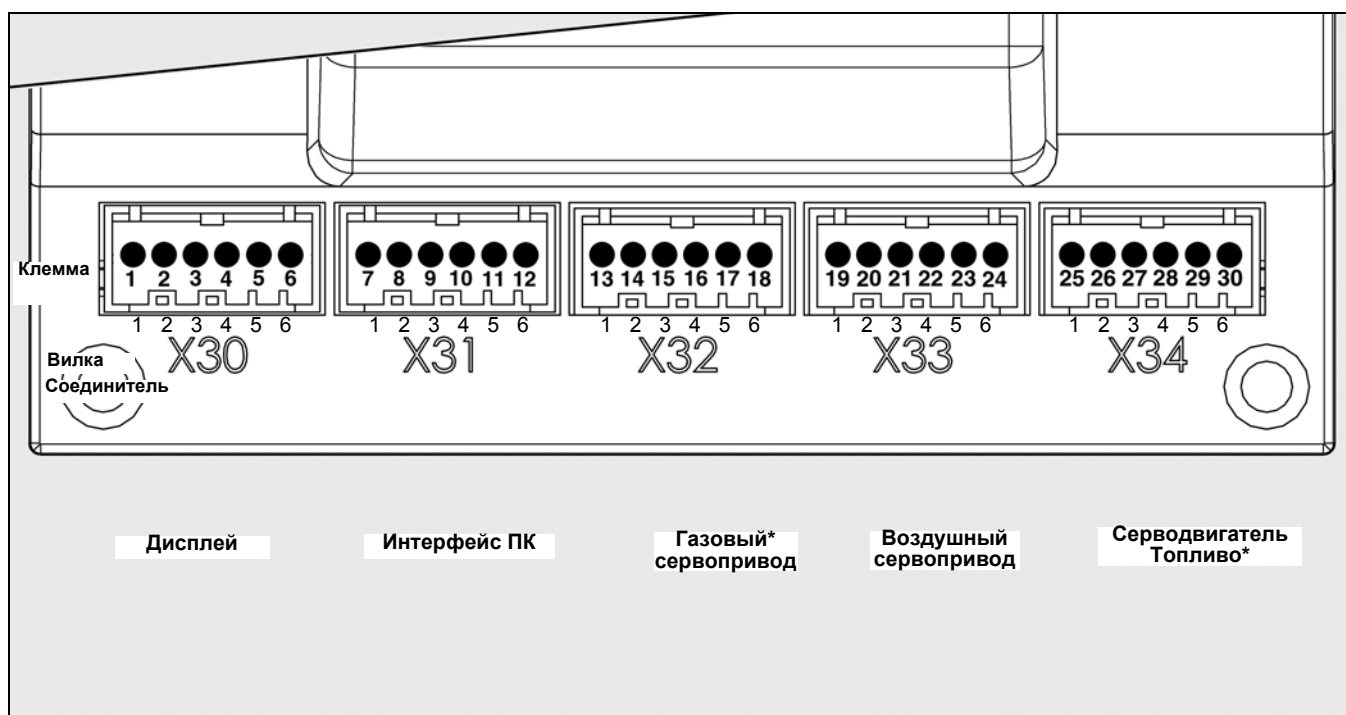 Клемма
1 2 3 4 5 6
7 8 9 10 11 12
13 14 15 16 17 18
19 20 21 22 23 24
25 26 27 28 29 30
1 2 3 4 5 6
1 2 3 4 5 6
1 2 3 4 5 6
1 2 3 4 5 6
1 2 3 4 5 6
Вилка
Соединитель
X30
X31
X32
X33
X34
Дисплей
Интерфейс ПК
Газовый*
сервопривод
Воздушный
сервопривод
Серводвигатель
Топливо*